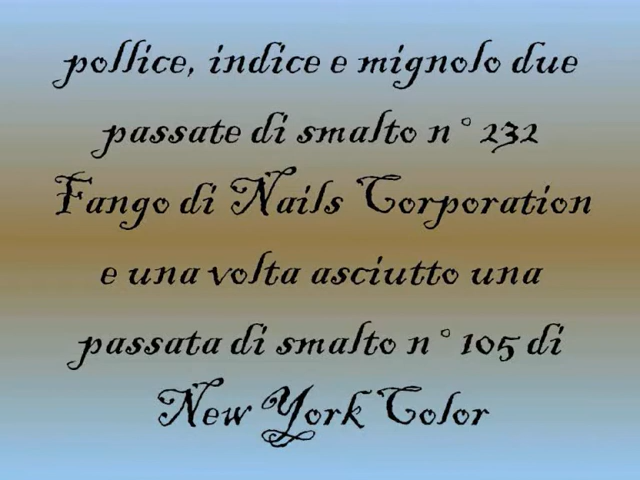 pollice, indice e mignolo due
passate di smalto n° 232
Fango di Nails Corporation
e una volta asciutto una
passata di smalto n° 105 di
New York Color